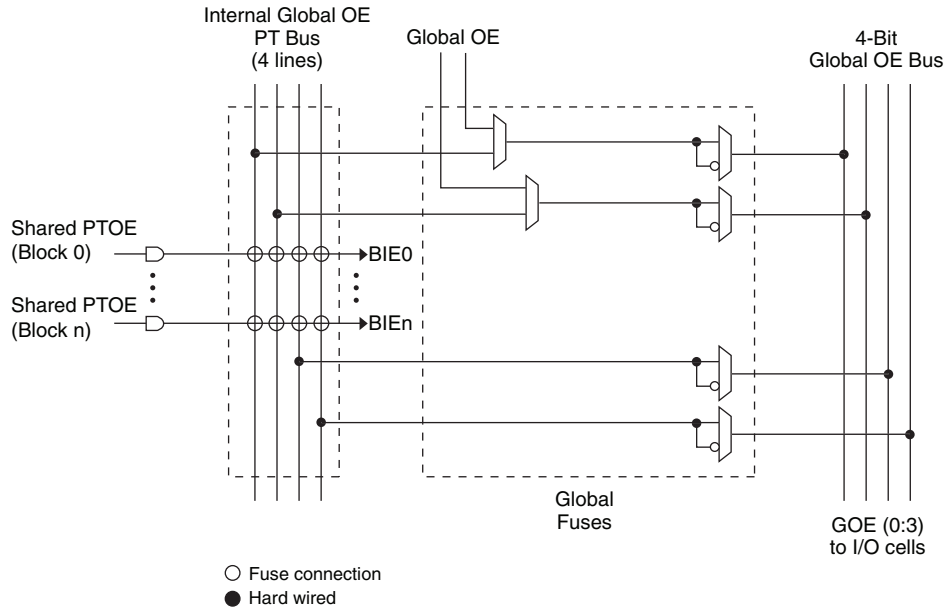 Internal Global OE
PT Bus
(4 lines)
Global OE
4-Bit
Global OE Bus
Shared PTOE
(Block 0)
BIE0
Shared PTOE
(Block n)
BIEn
Global
Fuses
GOE (0:3)
to I/O cells
Fuse connection
Hard wired